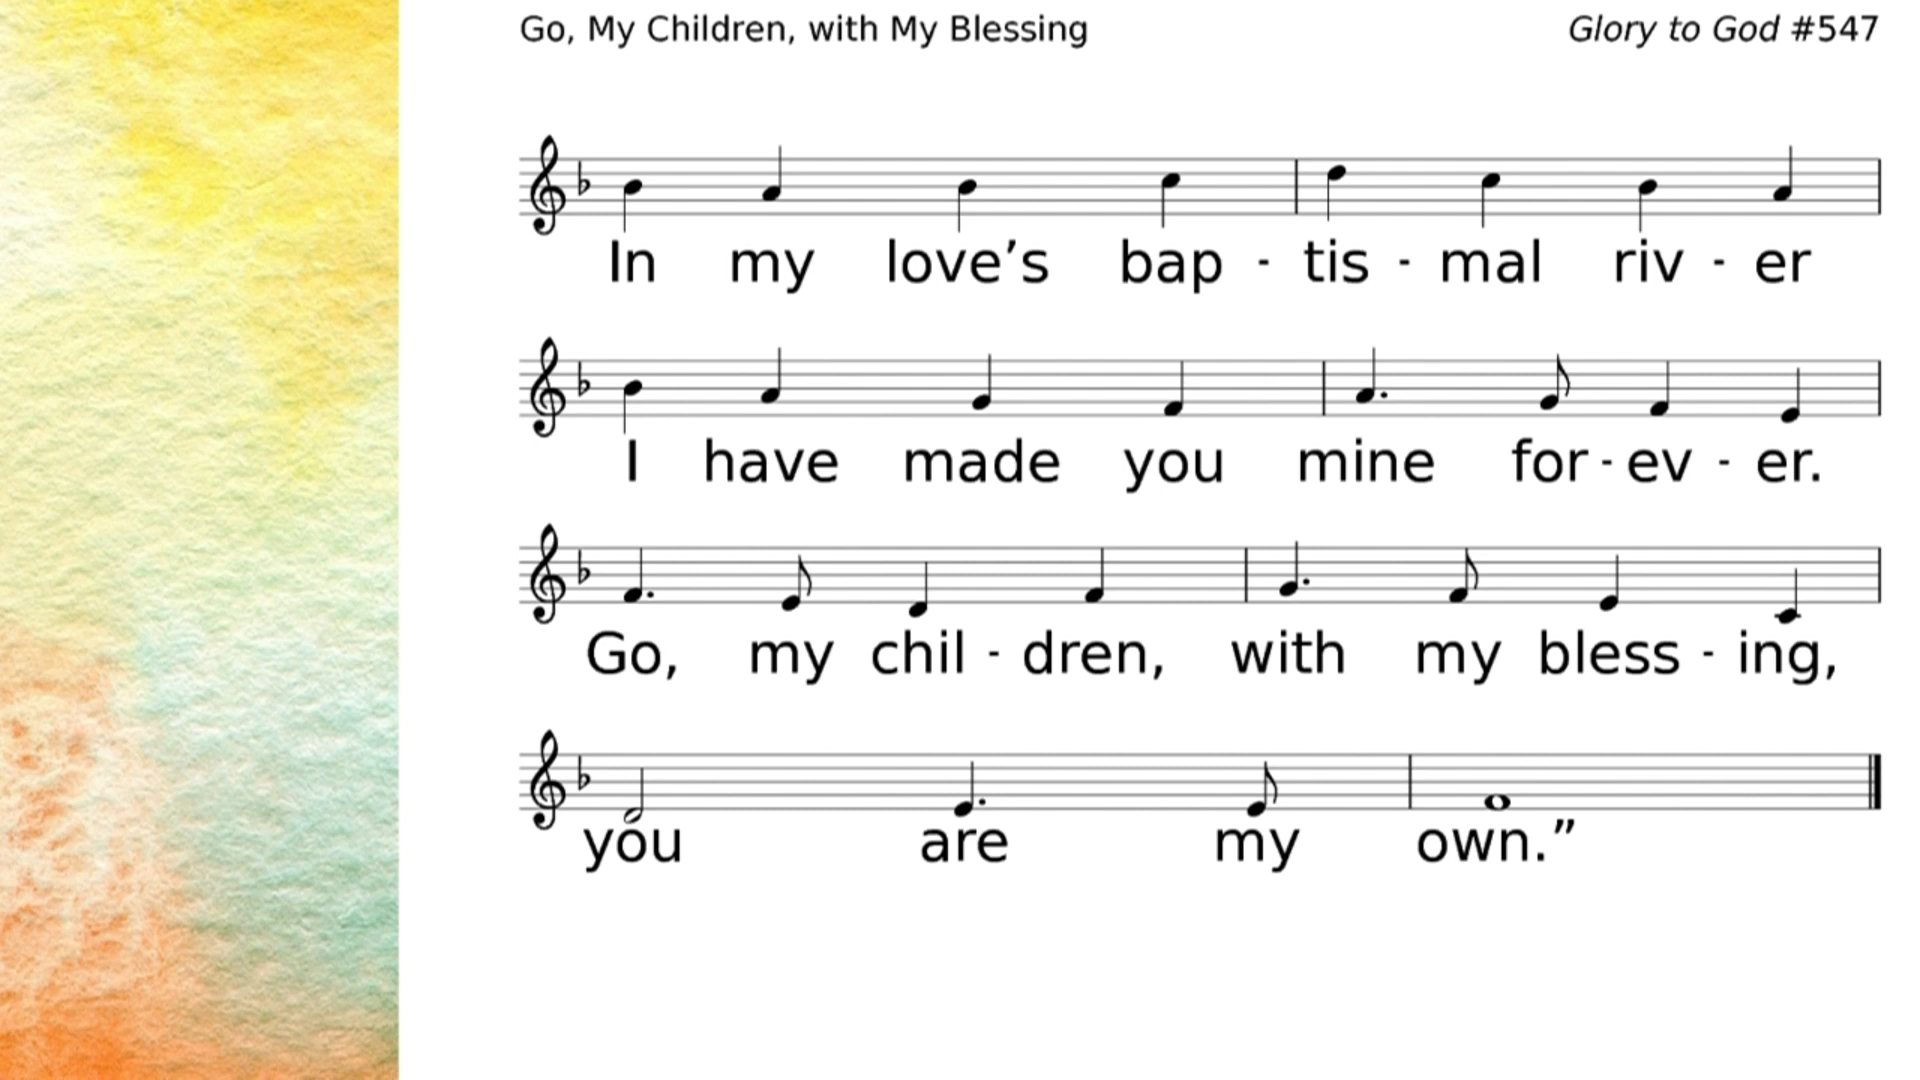 Go, My Children, with My Blessing Glory to God #547
In my love’s bap - tis - mal riv - er
I have made you mine for - ev - er.
Go, my chil - dren, with my bless - ing,
you are my own.”